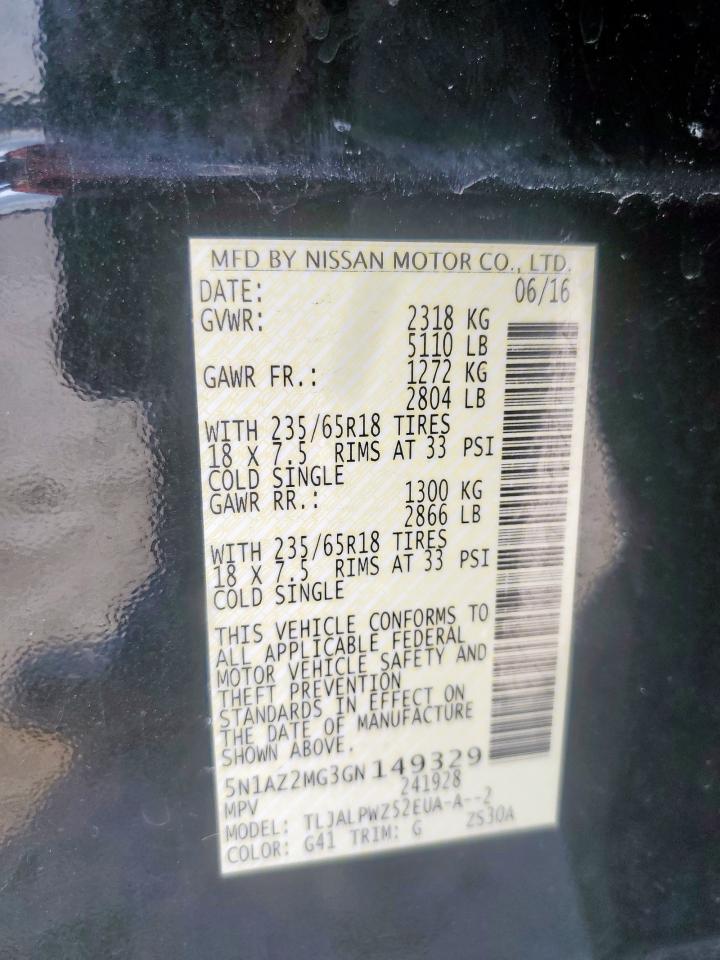 MFD BY NISSAN MOTOR CO., LTD.
DATE: 06/16
GVWR: 2318 KG
5110 LB
GAWR FR.: 1272 KG
2804 LB
WITH 235/65R18 TIRES
18 X 7.5 RIMS AT 33 PSI
COLD SINGLE
GAWR RR.: 1300 KG
2866 LB
WITH 235/65R18 TIRES
18 X 7.5 RIMS AT 33 PSI
COLD SINGLE
THIS VEHICLE CONFORMS TO
ALL APPLICABLE FEDERAL
MOTOR VEHICLE SAFETY AND
THEFT PREVENTION
STANDARDS IN EFFECT ON
THE DATE OF MANUFACTURE
SHOWN ABOVE.
5N1AZ2MG3GN149329
MPV 241928
MODEL: TLJALPWZ52EUA-A--2
COLOR: G41 TRIM: G ZS30A